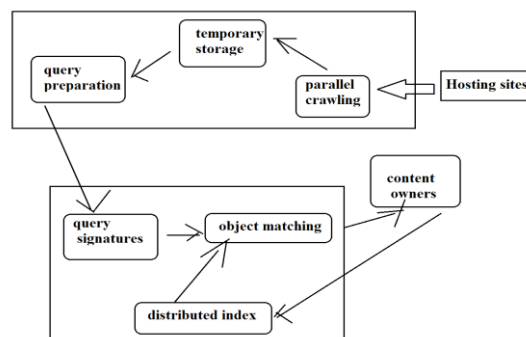 temporary
storage
query
preparation
parallel
crawling
Hosting sites
content
owners
query
signatures
object matching
distributed index